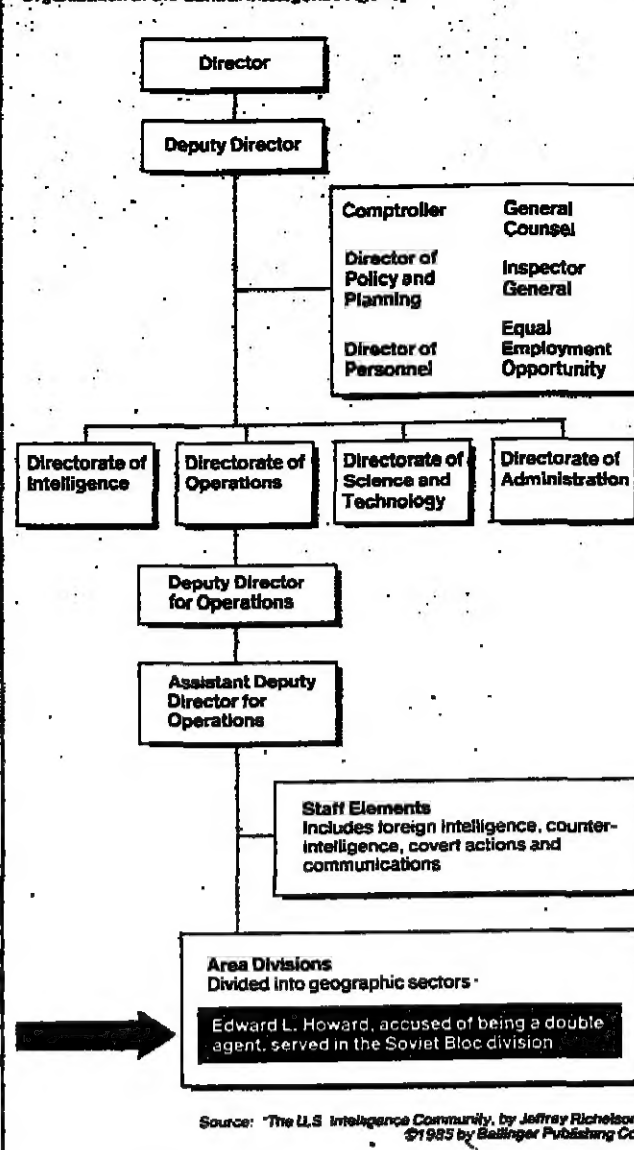 Director
Deputy Director
Comptroller
General
Counsel
Director of
Policy and
Planning
Inspector
General
Director of
Personnel
Equal
Employment
Opportunity
Directorate of
Intelligence
Directorate of
Operations
Directorate of
Science and
Technology
Directorate of
Administration
Deputy Director
for Operations
Assistant Deputy
Director for
Operations
Staff Elements
Includes foreign intelligence, counter-
intelligence, covert actions and
communications
Area Divisions
Divided into geographic sectors
Edward L. Howard, accused of being a double
agent, served in the Soviet Bloc division
Source: "The U.S. Intelligence Community, by Jeffrey Richelson
©1985 by Ballinger Publishing Co